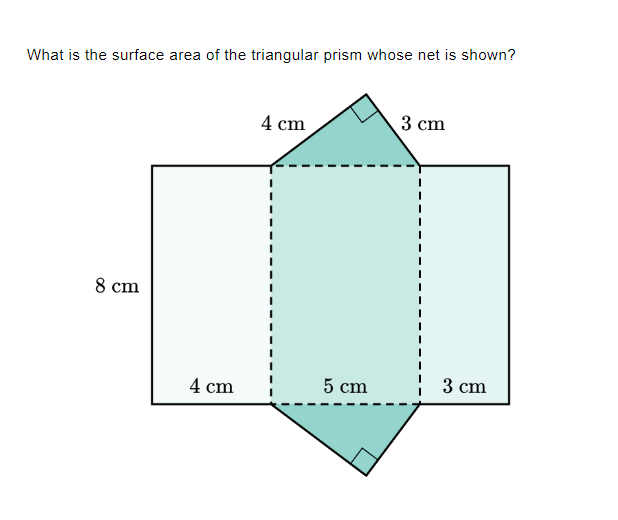 What is the surface area of the triangular prism whose net is shown?
4 cm
3 cm
8 cm
4 cm
5 cm
3 cm